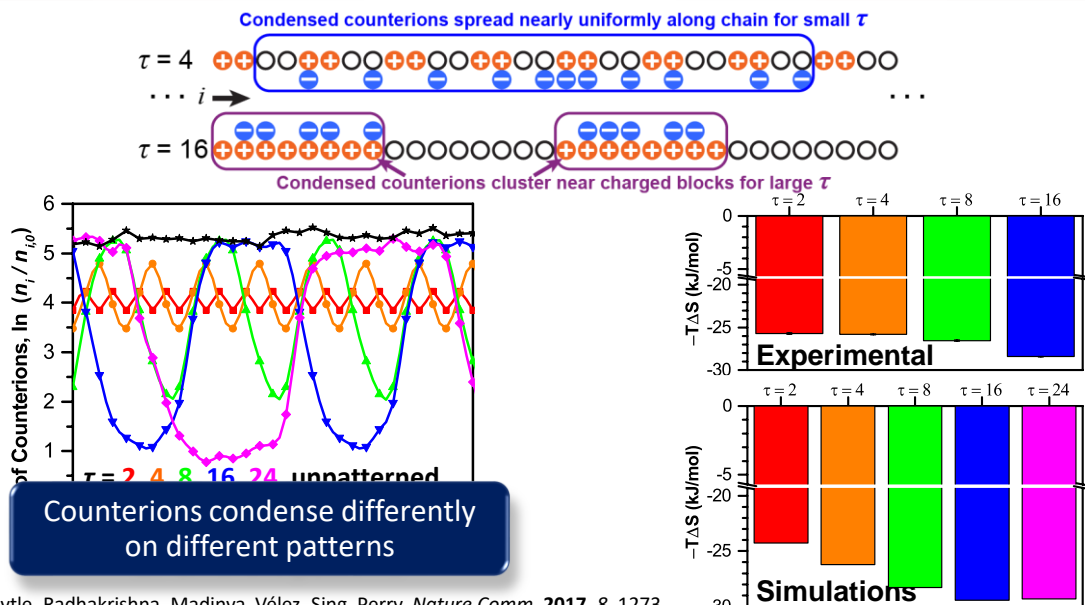 Condensed counterions spread nearly uniformly along chain for small τ
τ = 4
· · · i
· · ·
τ = 16
Condensed counterions cluster near charged blocks for large τ
6
5
4
3
2
1
of Counterions, ln (n_i / n_i,0)
τ = 2 4 8 16 24 unpatterned
Counterions condense differently
on different patterns
τ = 2 τ = 4 τ = 8 τ = 16
0
-5
-20
-25
-30
−TΔS (kJ/mol)
Experimental
τ = 2 τ = 4 τ = 8 τ = 16 τ = 24
0
-5
-20
-25
−TΔS (kJ/mol)
Simulations
Radhakrishna, Madinya, Vélez, Sing, Perry, Nature Comm. 2017, 8, 1273